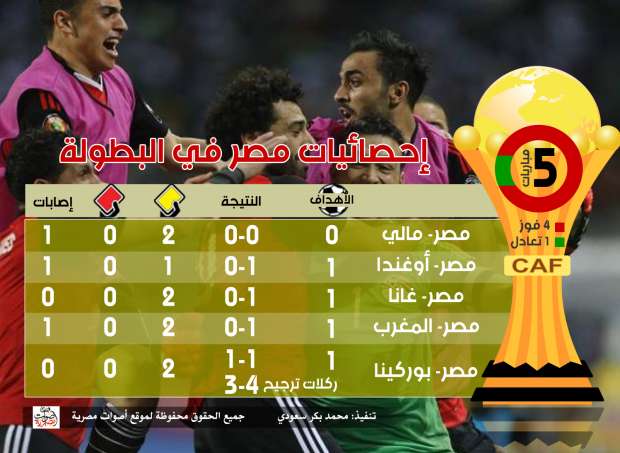 إحصائيات مصر في البطولة
5 مباريات
4 فوز
1 تعادل
CAF
الأهداف النتيجة إصابات
مصر- مالي 0 0-0 2 0 1
مصر- أوغندا 1 1-0 1 0 1
مصر- غانا 1 1-0 2 0 0
مصر- المغرب 1 1-0 2 0 1
مصر- بوركينا 1 1-1 2 0 0
ركلات ترجيح 4-3
تنفيذ: محمد بكر سعودي جميع الحقوق محفوظة لموقع أصوات مصرية